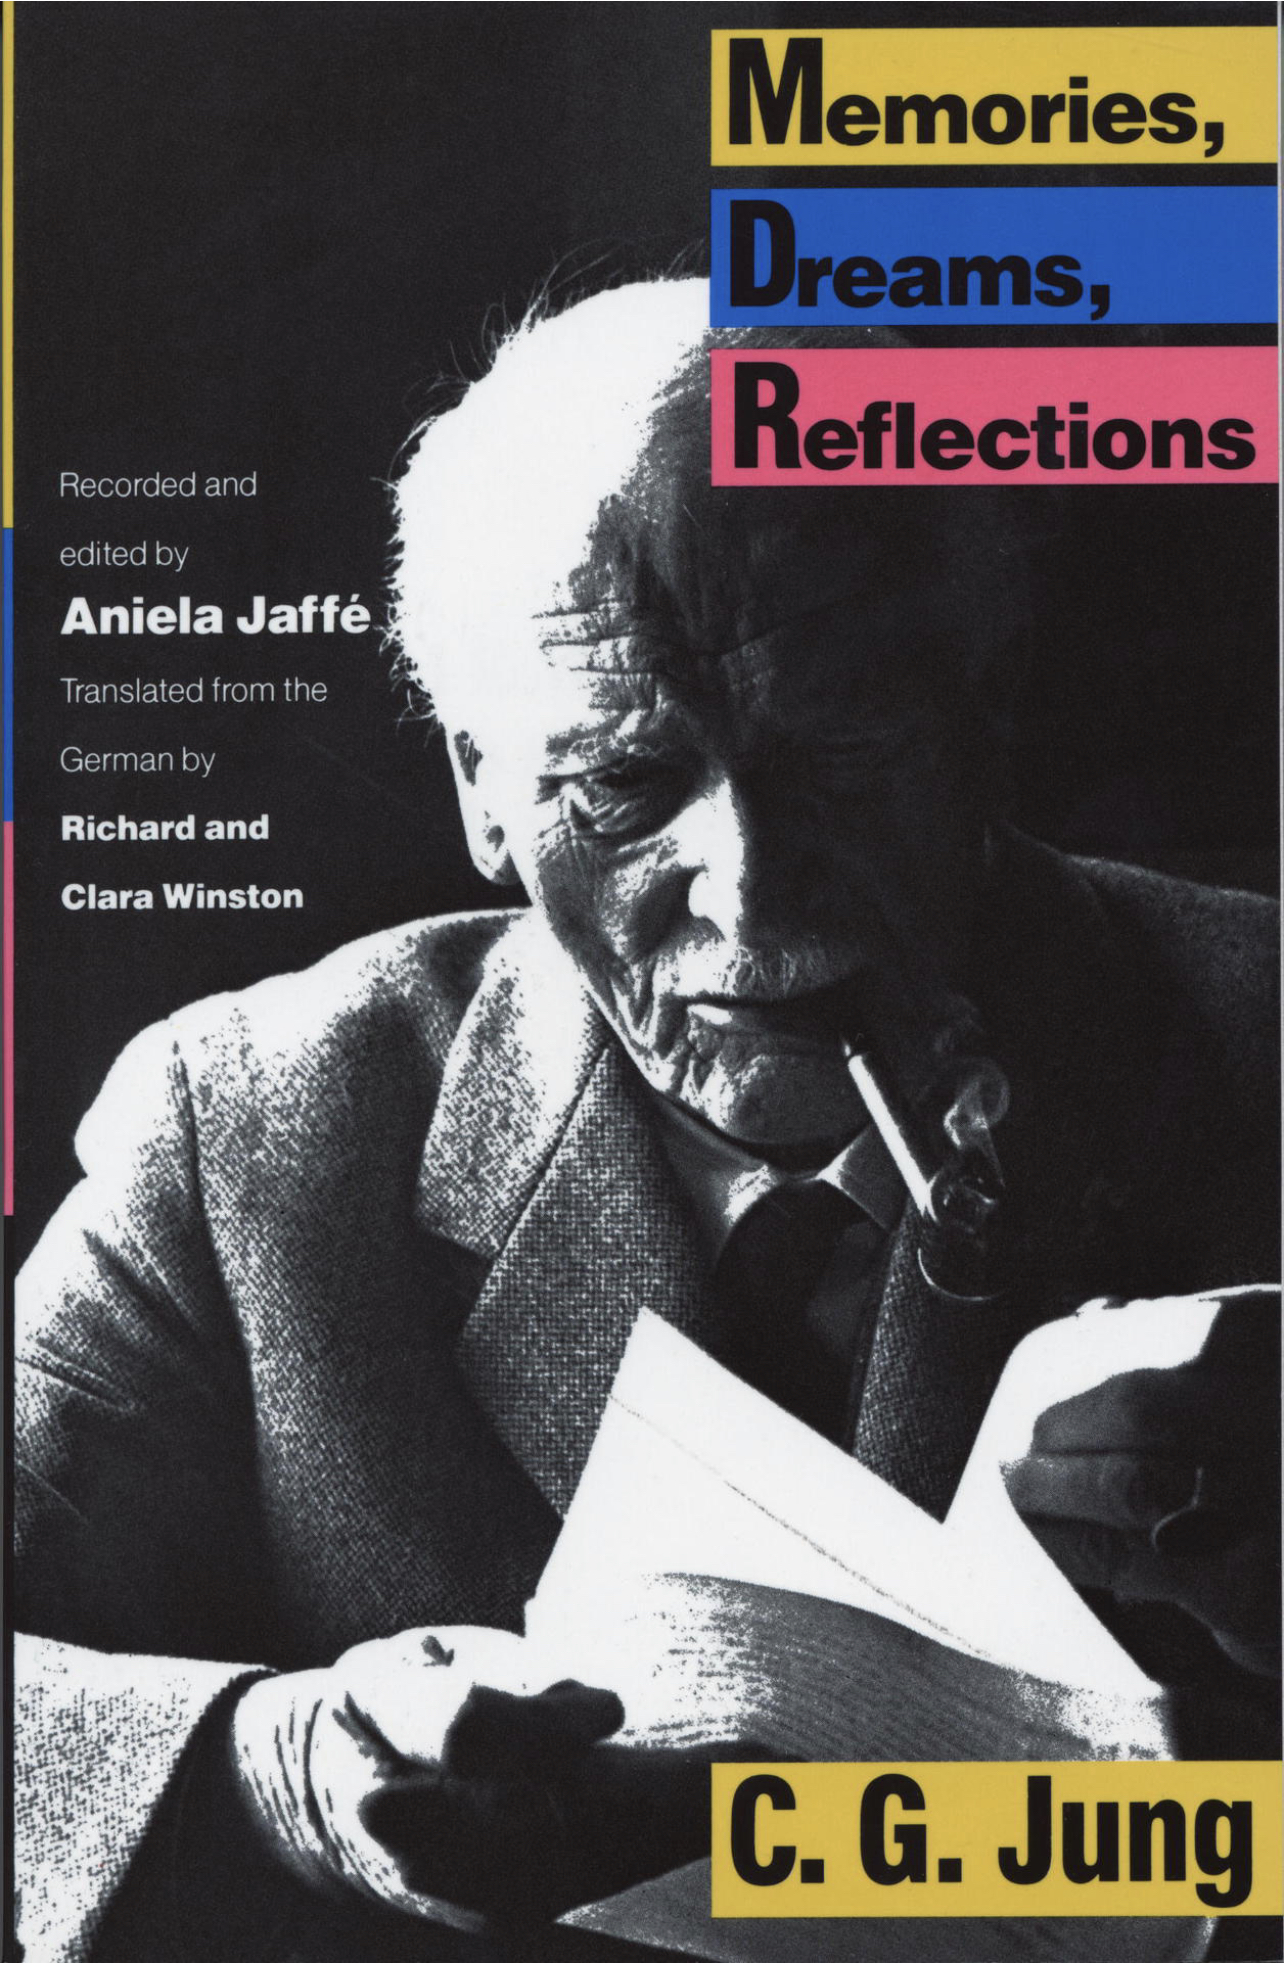 Memories,
Dreams,
Reflections
Recorded and
edited by
Aniela Jaffé
Translated from the
German by
Richard and
Clara Winston
C. G. Jung